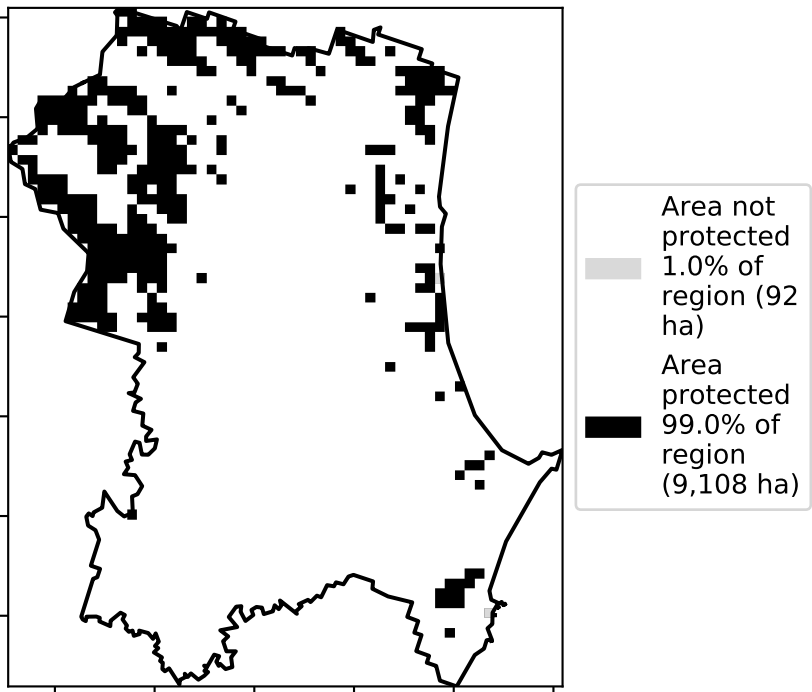 Area not
protected
1.0% of
region (92
ha)
Area
protected
99.0% of
region
(9,108 ha)